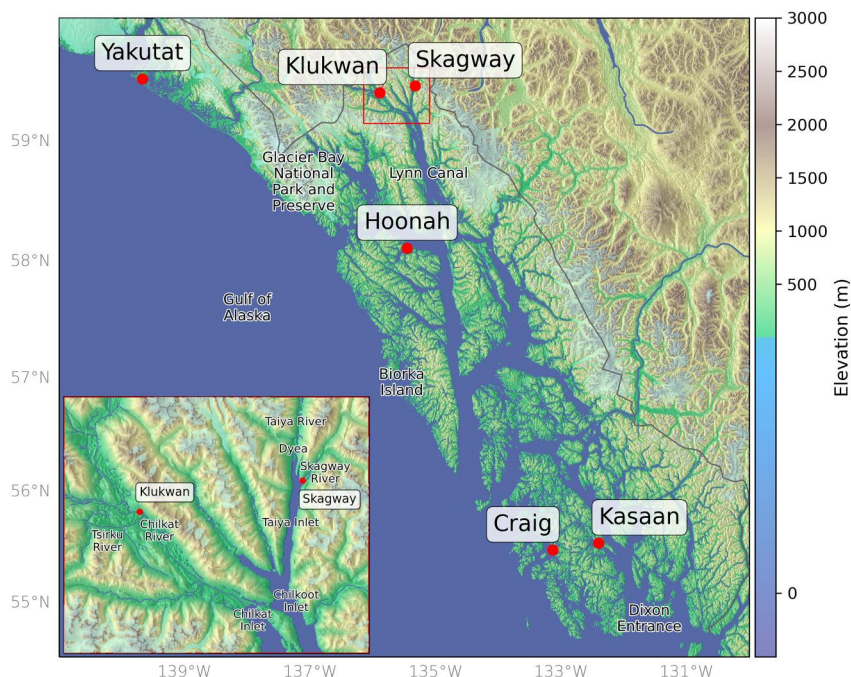 Yakutat
Klukwan
Skagway
Glacier Bay
National
Park and
Preserve
Lynn Canal
Hoonah
Gulf of
Alaska
Biorka
Island
Craig
Kasaan
Dixon
Entrance
Taiya River
Dyea
Skagway
River
Klukwan
Skagway
Chilkat
River
Tsirku
River
Taiya Inlet
Chilkoot
Inlet
Chilkat
Inlet
59°N
58°N
57°N
56°N
55°N
139°W
137°W
135°W
133°W
131°W
3000
2500
2000
1500
1000
500
0
Elevation (m)